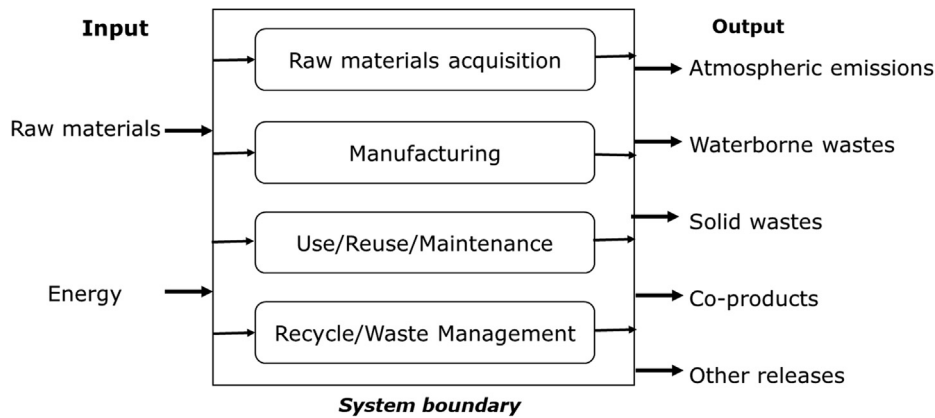 Input
Output
Raw materials acquisition
Atmospheric emissions
Raw materials
Manufacturing
Waterborne wastes
Use/Reuse/Maintenance
Solid wastes
Energy
Co-products
Recycle/Waste Management
Other releases
System boundary